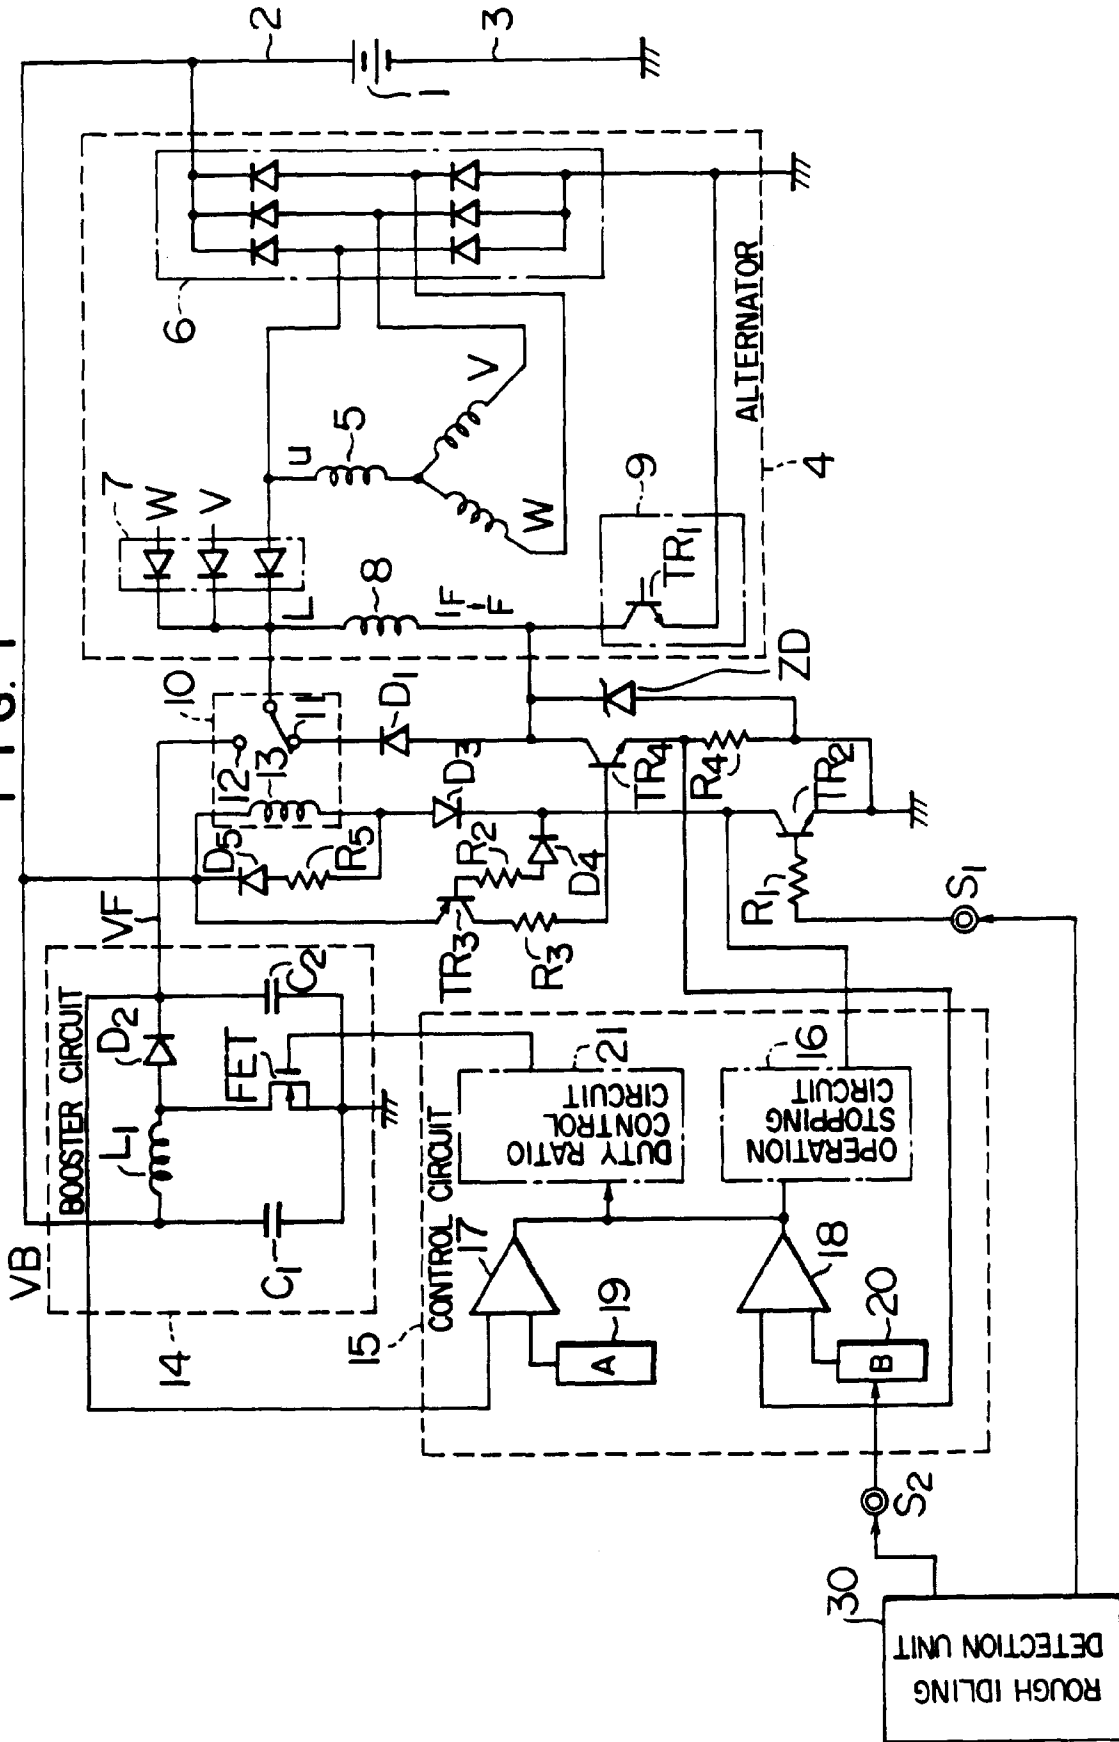 FIG. 1
VB
BOOSTER CIRCUIT
14
L1
D2
C1
FET
C2
VF
12
13
10
11
D5
R5
D3
D1
TR3
R2
D4
R3
TR4
R4
ZD
TR2
R1
S1
7
W
V
L
U
5
V
W
8
IF
F
9
TR1
6
ALTERNATOR
4
2
1
3
15
CONTROL CIRCUIT
17
18
19
A
20
B
21
DUTY RATIO
CONTROL
CIRCUIT
16
OPERATION
STOPPING
CIRCUIT
S2
30
ROUGH IDLING
DETECTION UNIT